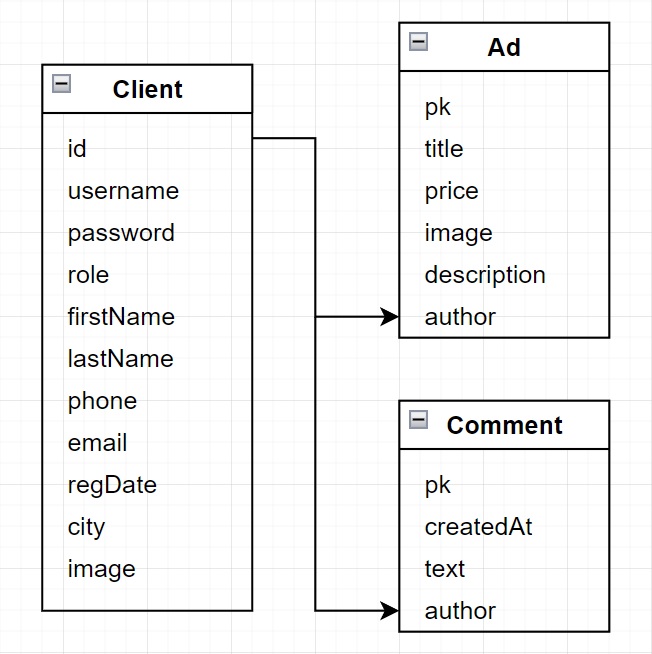 Client
id
username
password
role
firstName
lastName
phone
email
regDate
city
image
Ad
pk
title
price
image
description
author
Comment
pk
createdAt
text
author